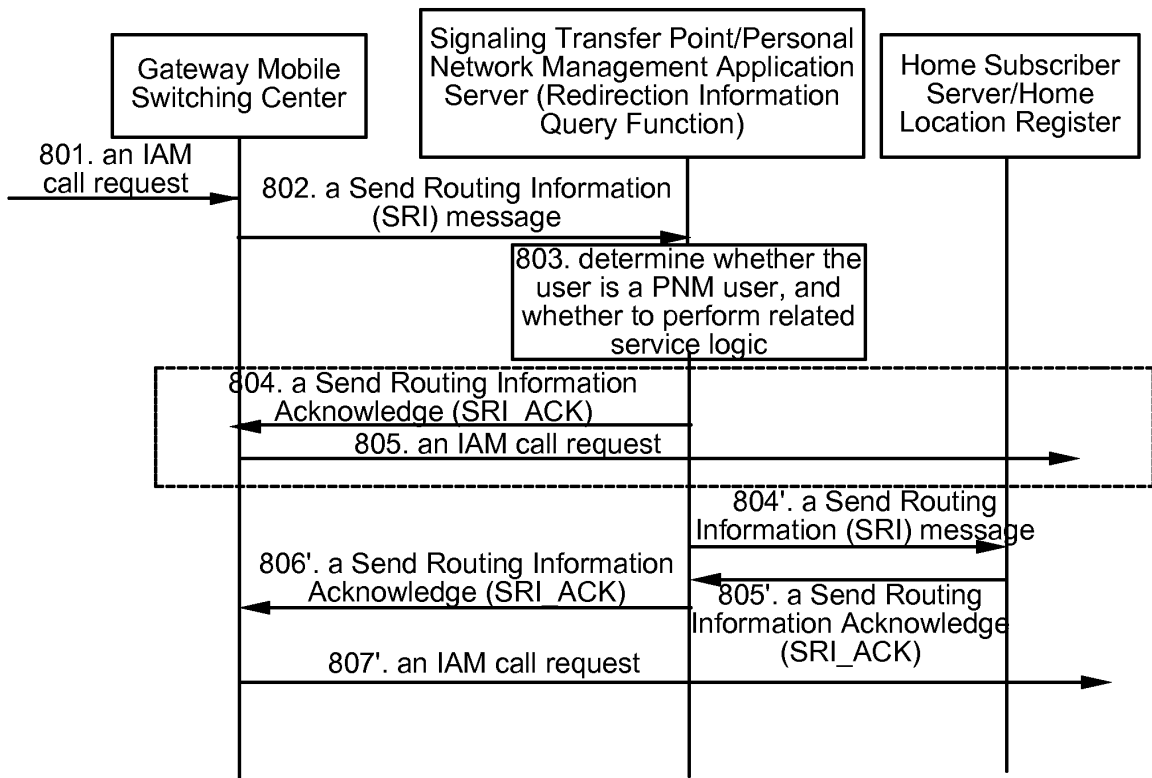 Gateway Mobile
Switching Center
Signaling Transfer Point/Personal
Network Management Application
Server (Redirection Information
Query Function)
Home Subscriber
Server/Home
Location Register
801. an IAM
call request
802. a Send Routing Information
(SRI) message
803. determine whether the
user is a PNM user, and
whether to perform related
service logic
804. a Send Routing Information
Acknowledge (SRI_ACK)
805. an IAM call request
804'. a Send Routing
Information (SRI) message
806'. a Send Routing Information
Acknowledge (SRI_ACK)
805'. a Send Routing
Information Acknowledge
(SRI_ACK)
807'. an IAM call request